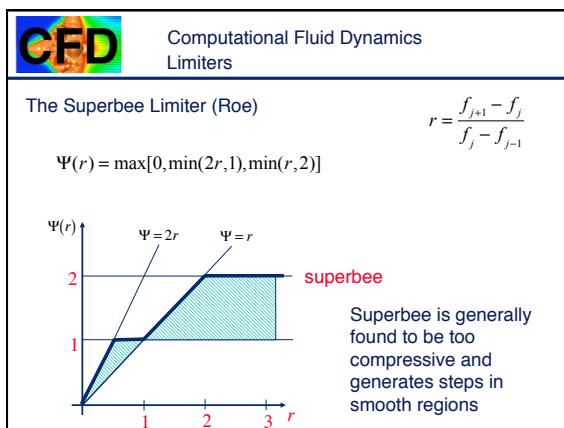 CFD
Computational Fluid Dynamics
Limiters
The Superbee Limiter (Roe)
r = \frac{f_{j+1} - f_j}{f_j - f_{j-1}}
Ψ(r) = max[0, min(2r,1), min(r,2)]
Ψ(r)
Ψ = 2r
Ψ = r
2
superbee
1
Superbee is generally
found to be too
compressive and
generates steps in
smooth regions
1 2 3 r